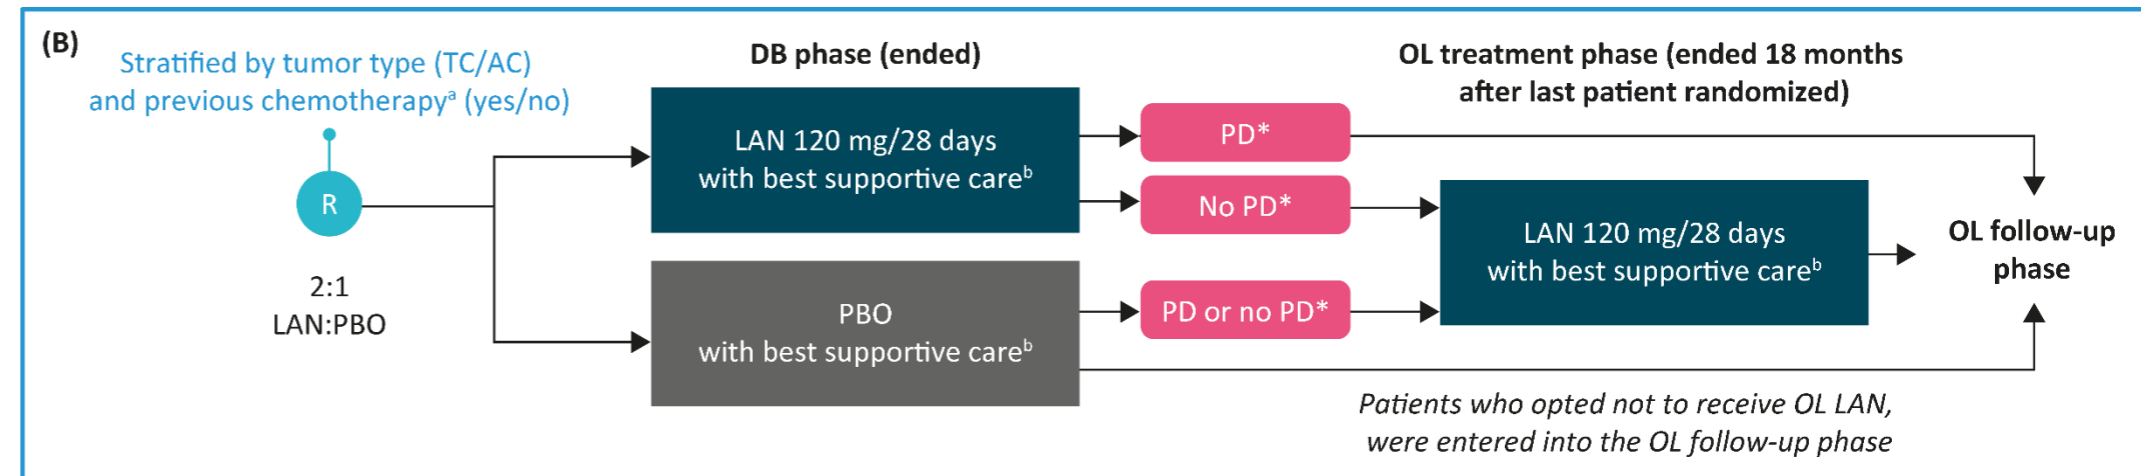 (B)
Stratified by tumor type (TC/AC)
and previous chemotherapyᵃ (yes/no)
R
2:1
LAN:PBO
DB phase (ended)
LAN 120 mg/28 days
with best supportive careᵇ
PBO
with best supportive careᵇ
PD*
No PD*
PD or no PD*
OL treatment phase (ended 18 months
after last patient randomized)
LAN 120 mg/28 days
with best supportive careᵇ
OL follow-up
phase
Patients who opted not to receive OL LAN,
were entered into the OL follow-up phase